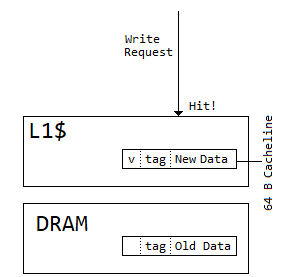 Write
Request
Hit!
L1$
v tag New Data
64 B Cacheline
DRAM
tag Old Data